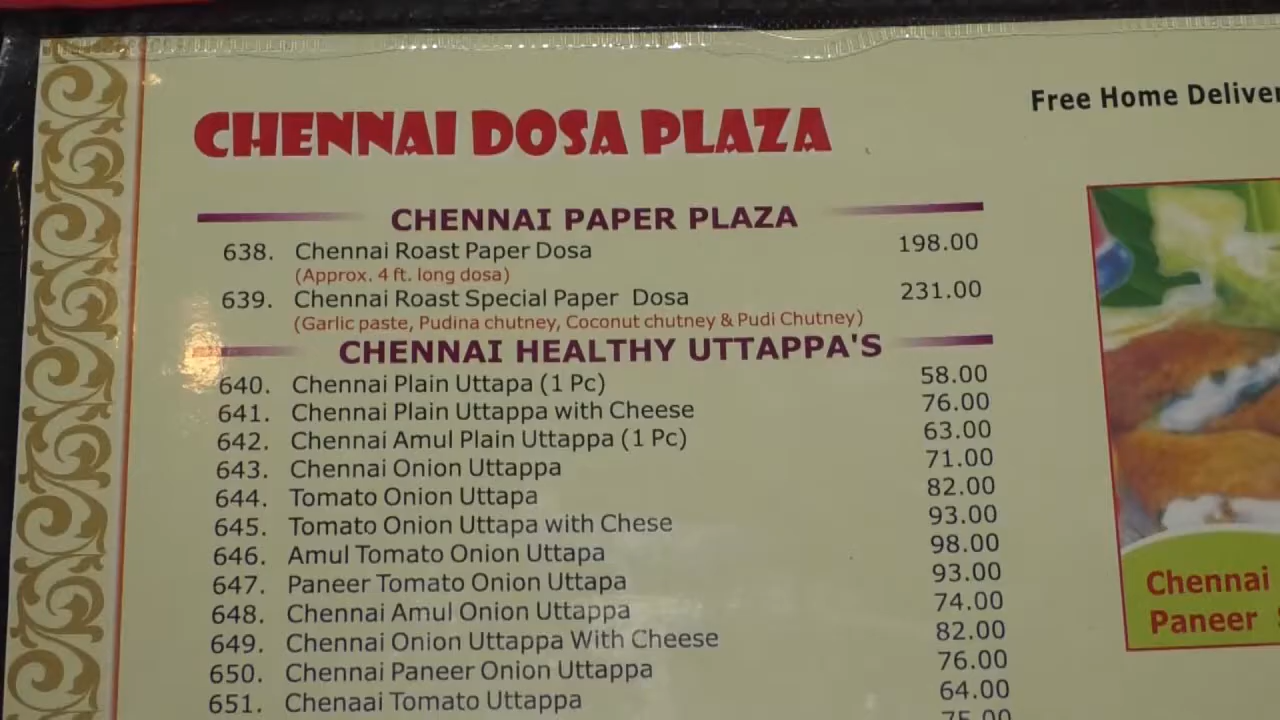 Free Home
CHENNAI DOSA PLAZA
CHENNAI PAPER PLAZA
638. Chennai Roast Paper Dosa 198.00
(Approx. 4 ft. long dosa)
639. Chennai Roast Special Paper Dosa 231.00
(Garlic paste, Pudina chutney, Coconut chutney & Pudi Chutney)
CHENNAI HEALTHY UTTAPPA'S
640. Chennai Plain Uttapa (1 Pc) 58.00
641. Chennai Plain Uttappa with Cheese 76.00
642. Chennai Amul Plain Uttappa (1 Pc) 63.00
643. Chennai Onion Uttappa 71.00
644. Tomato Onion Uttapa 82.00
645. Tomato Onion Uttapa with Chese 93.00
646. Amul Tomato Onion Uttapa 98.00
647. Paneer Tomato Onion Uttapa 93.00
648. Chennai Amul Onion Uttappa 74.00
649. Chennai Onion Uttappa With Cheese 82.00
650. Chennai Paneer Onion Uttappa 76.00
651. Chenaai Tomato Uttappa 64.00
Chennai
Paneer